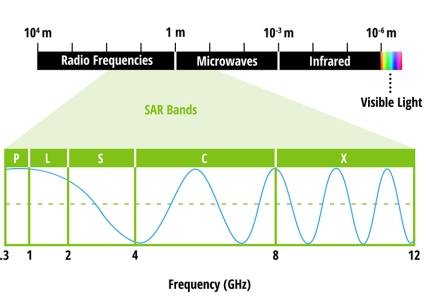 10⁴ m 1 m 10⁻³ m 10⁻⁶ m
Radio Frequencies Microwaves Infrared
Visible Light
SAR Bands
P L S C X
.3 1 2 4 8 12
Frequency (GHz)